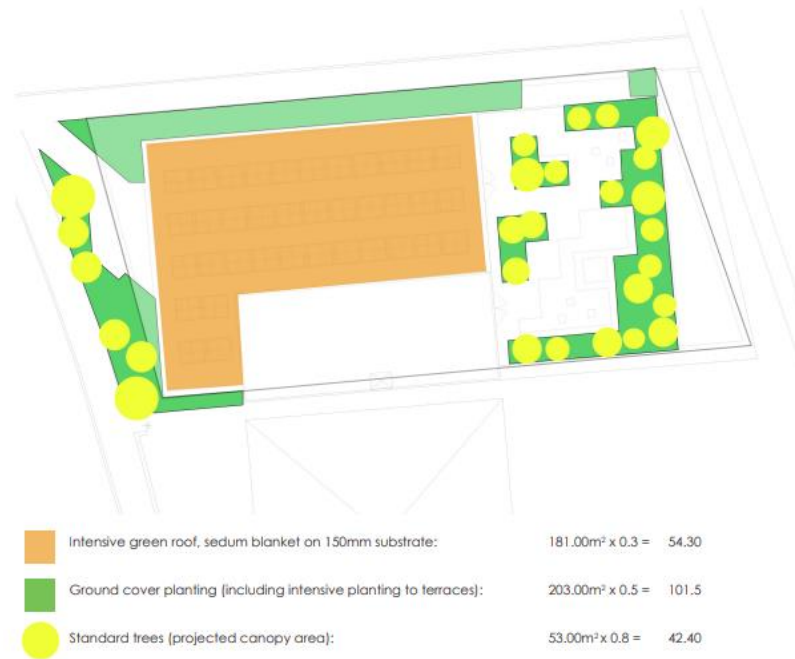 Intensive green roof, sedum blanket on 150mm substrate: 181.00m² x 0.3 = 54.30
Ground cover planting (including intensive planting to terraces): 203.00m² x 0.5 = 101.5
Standard trees (projected canopy area): 53.00m² x 0.8 = 42.40